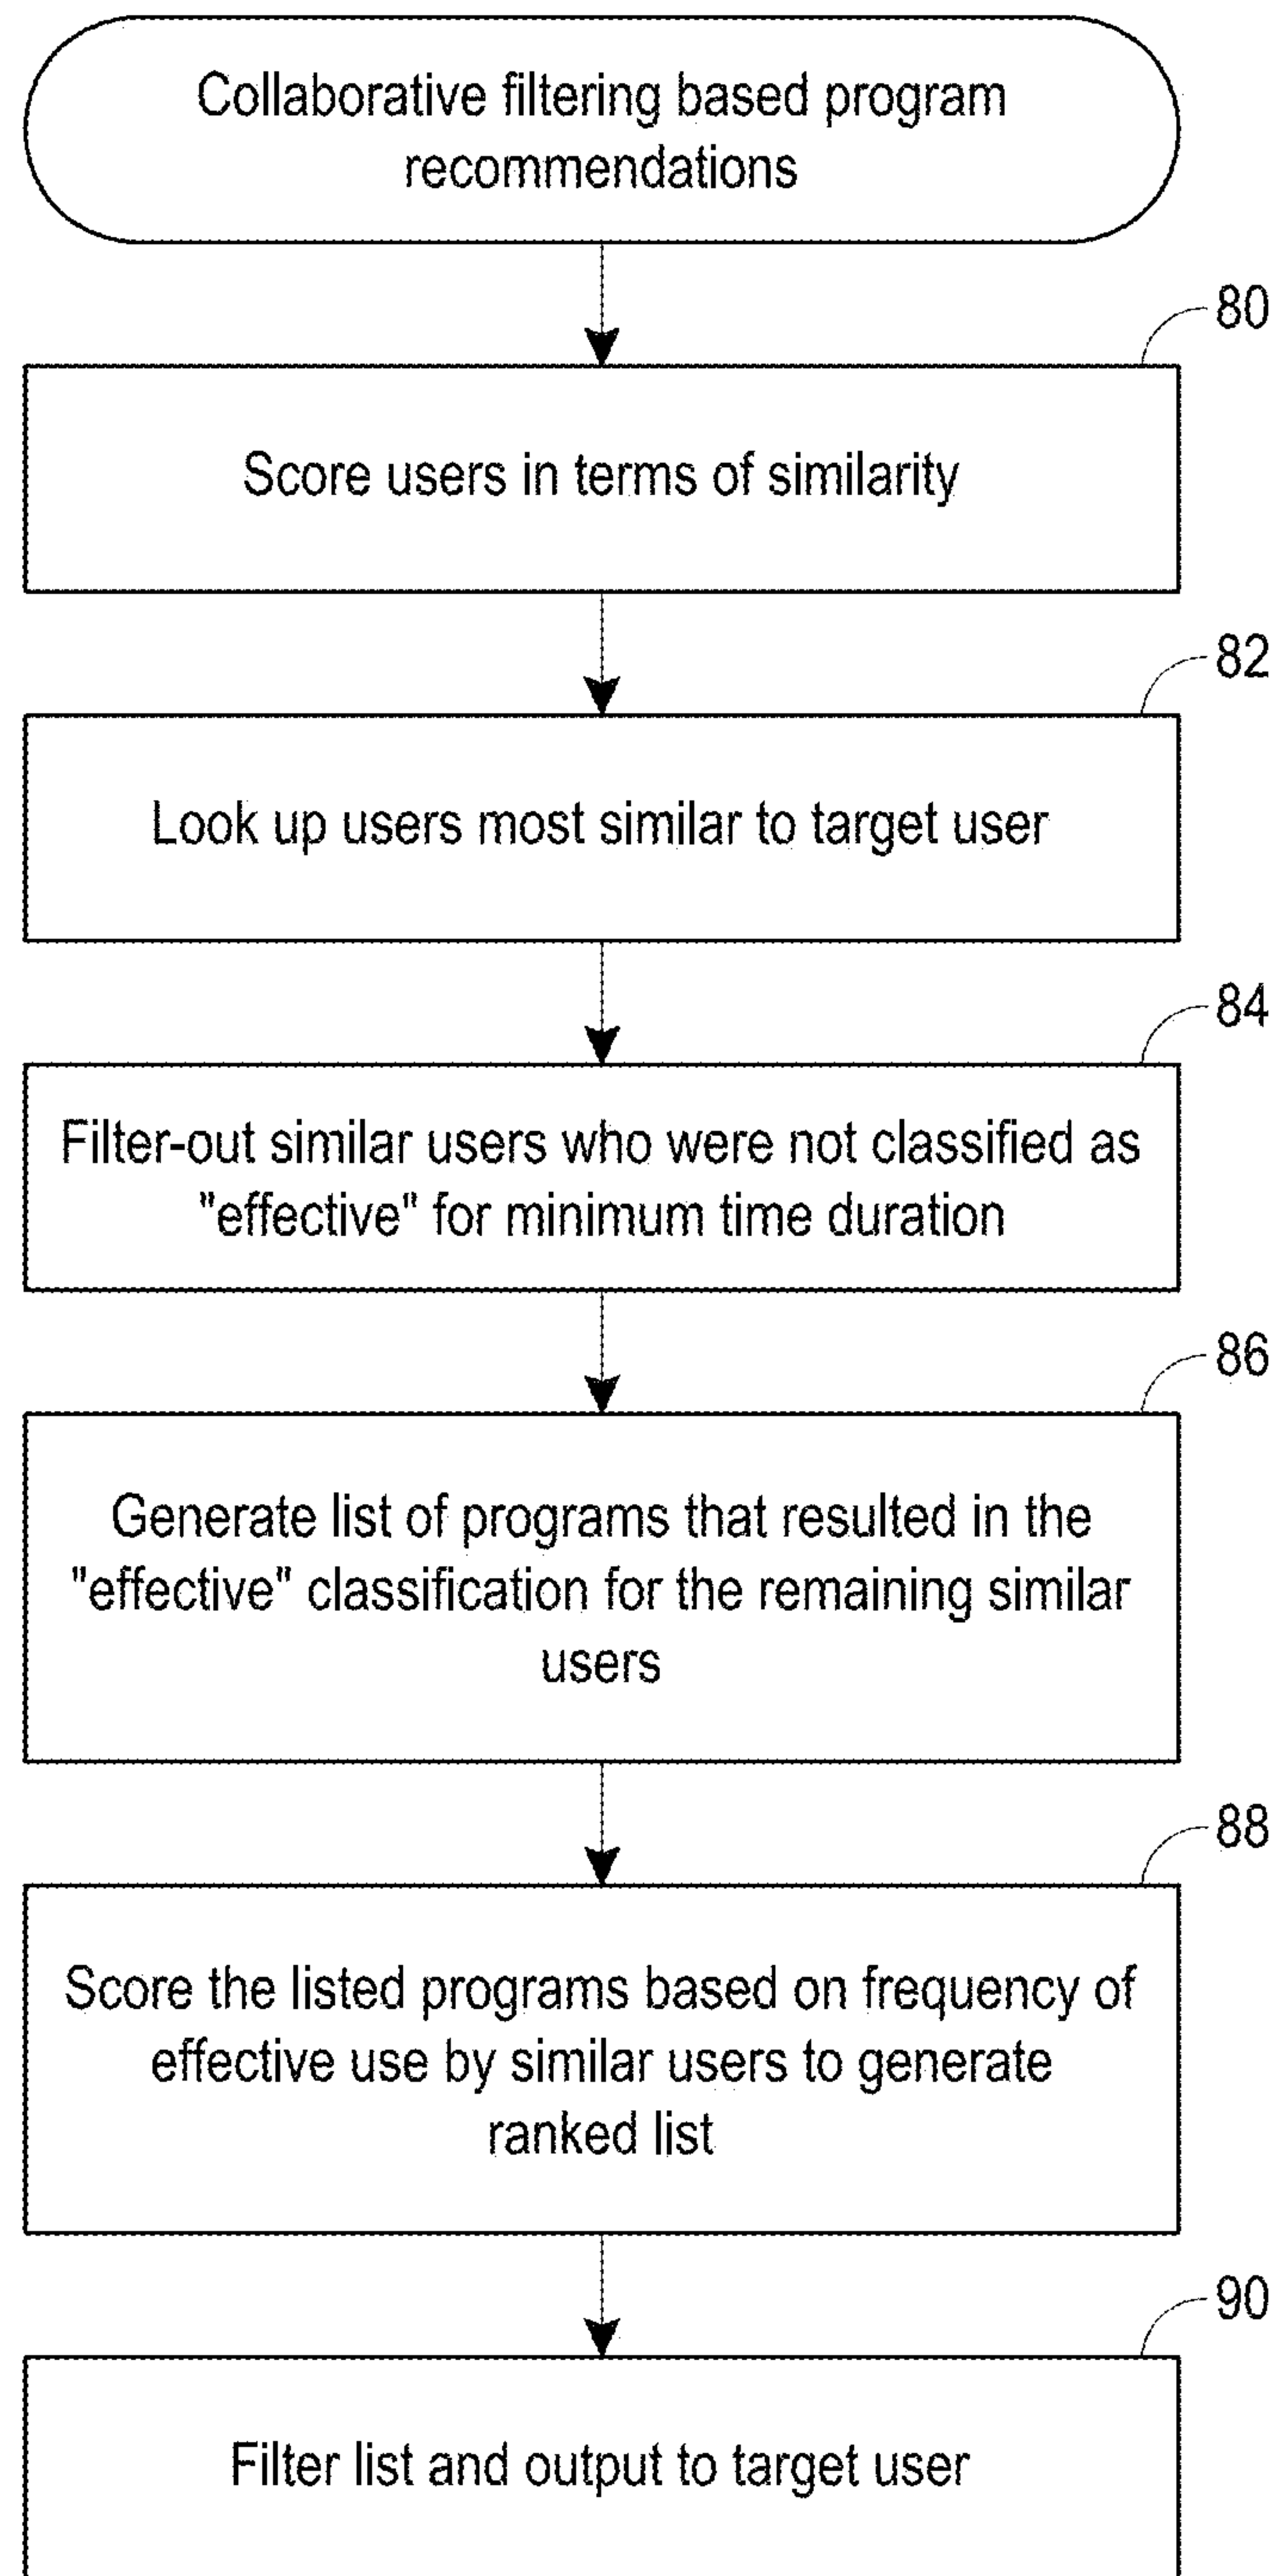 Collaborative filtering based program
recommendations
80
Score users in terms of similarity
82
Look up users most similar to target user
84
Filter-out similar users who were not classified as
"effective" for minimum time duration
86
Generate list of programs that resulted in the
"effective" classification for the remaining similar
users
88
Score the listed programs based on frequency of
effective use by similar users to generate
ranked list
90
Filter list and output to target user